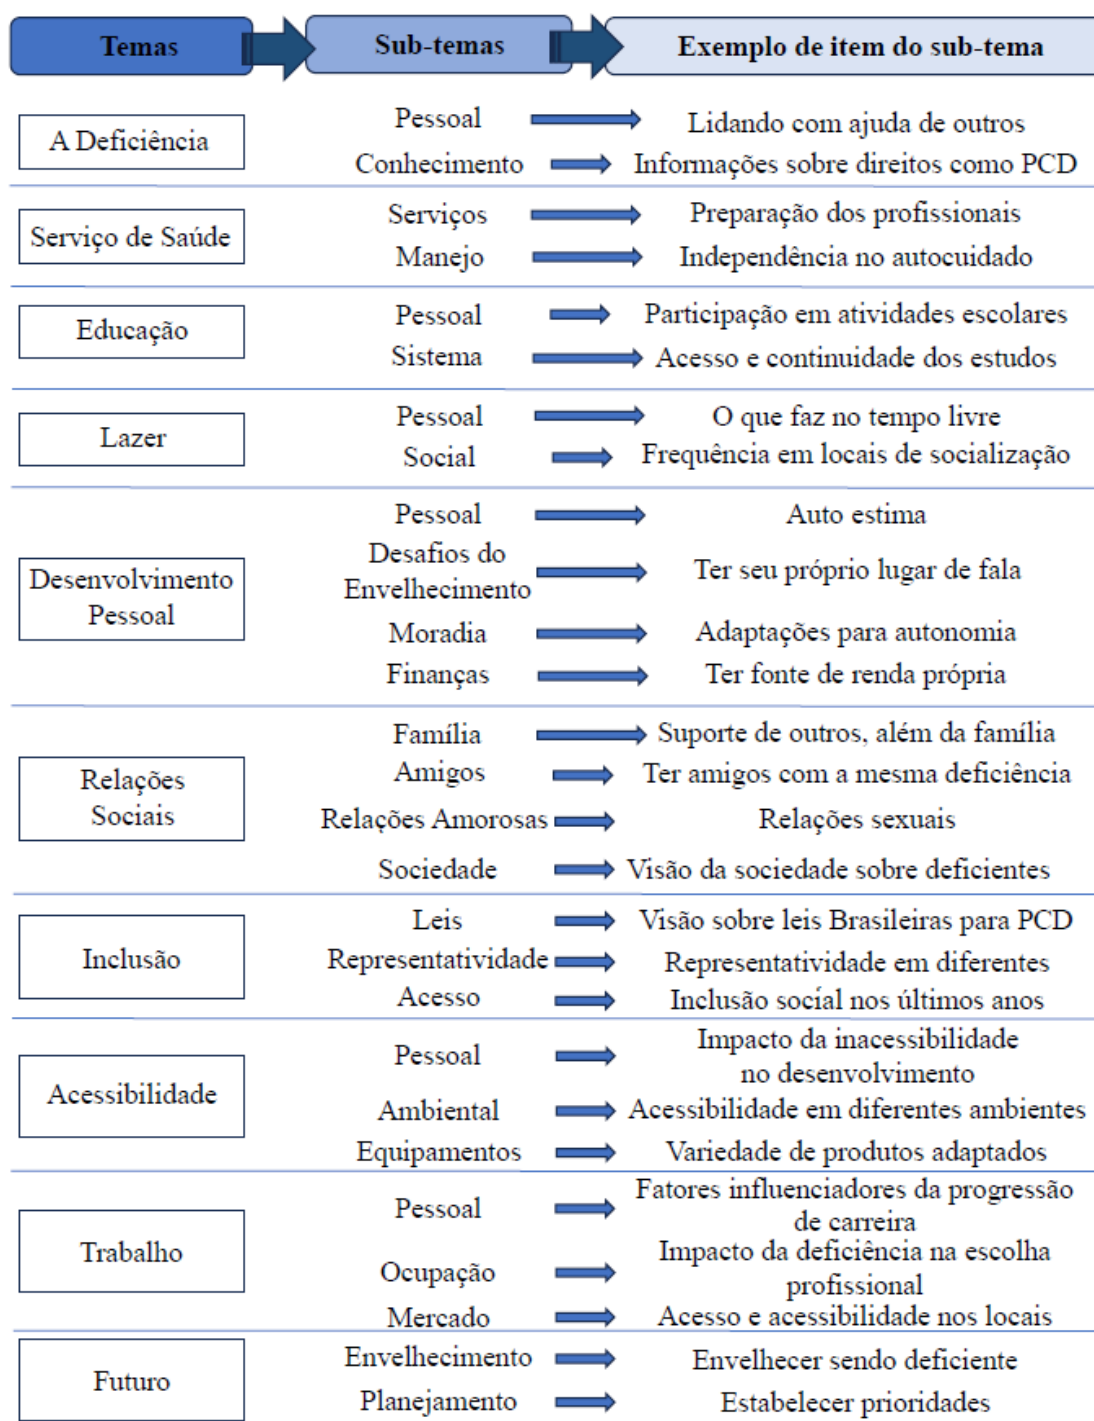 Temas Sub-temas Exemplo de item do sub-tema
A Deficiência
Pessoal Lidando com ajuda de outros
Conhecimento Informações sobre direitos como PCD
Serviço de Saúde
Serviços Preparação dos profissionais
Manejo Independência no autocuidado
Educação
Pessoal Participação em atividades escolares
Sistema Acesso e continuidade dos estudos
Lazer
Pessoal O que faz no tempo livre
Social Frequência em locais de socialização
Desenvolvimento
Pessoal
Pessoal Auto estima
Desafios do
Envelhecimento
Ter seu próprio lugar de fala
Moradia Adaptações para autonomia
Finanças Ter fonte de renda própria
Relações
Sociais
Família Suporte de outros, além da família
Amigos Ter amigos com a mesma deficiência
Relações Amorosas Relações sexuais
Sociedade Visão da sociedade sobre deficientes
Inclusão
Leis Visão sobre leis Brasileiras para PCD
Representatividade Representatividade em diferentes
Acesso Inclusão social nos últimos anos
Acessibilidade
Pessoal
Impacto da inacessibilidade
no desenvolvimento
Ambiental Acessibilidade em diferentes ambientes
Equipamentos Variedade de produtos adaptados
Trabalho
Pessoal
Fatores influenciadores da progressão
de carreira
Ocupação
Impacto da deficiência na escolha
profissional
Mercado Acesso e acessibilidade nos locais
Futuro
Envelhecimento Envelhecer sendo deficiente
Planejamento Estabelecer prioridades